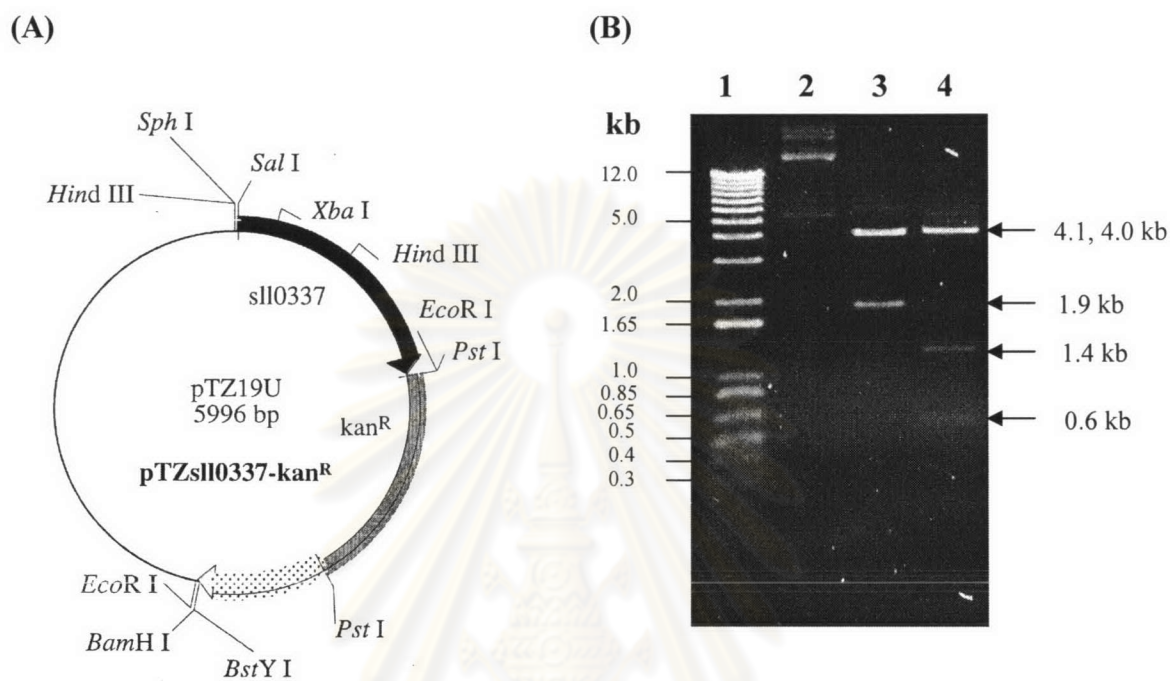 (A)
Sph I
Sal I
Hind III
Xba I
Hind III
sll0337
EcoR I
Pst I
pTZ19U
5996 bp
kanR
pTZsll0337-kanR
EcoR I
BamH I
BstY I
Pst I
(B)
1 2 3 4
kb
12.0
5.0
2.0
1.65
1.0
0.85
0.65
0.5
0.4
0.3
4.1, 4.0 kb
1.9 kb
1.4 kb
0.6 kb